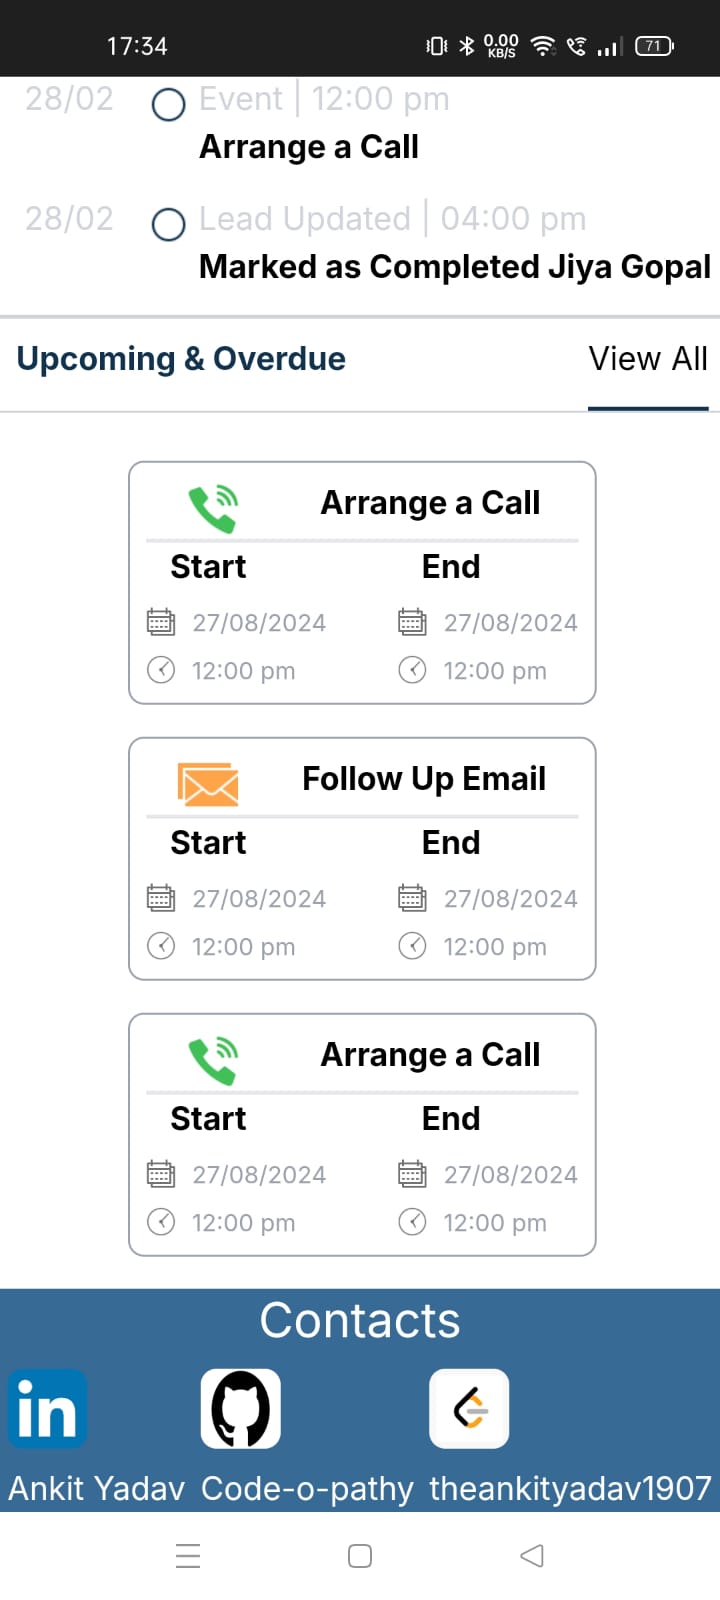 17:34 0.00 KB/S 71
28/02 Event | 12:00 pm
Arrange a Call
28/02 Lead Updated | 04:00 pm
Marked as Completed Jiya Gopal
Upcoming & Overdue View All
Arrange a Call
Start End
27/08/2024 27/08/2024
12:00 pm 12:00 pm
Follow Up Email
Start End
27/08/2024 27/08/2024
12:00 pm 12:00 pm
Arrange a Call
Start End
27/08/2024 27/08/2024
12:00 pm 12:00 pm
Contacts
in
Ankit Yadav Code-o-pathy theankityadav1907